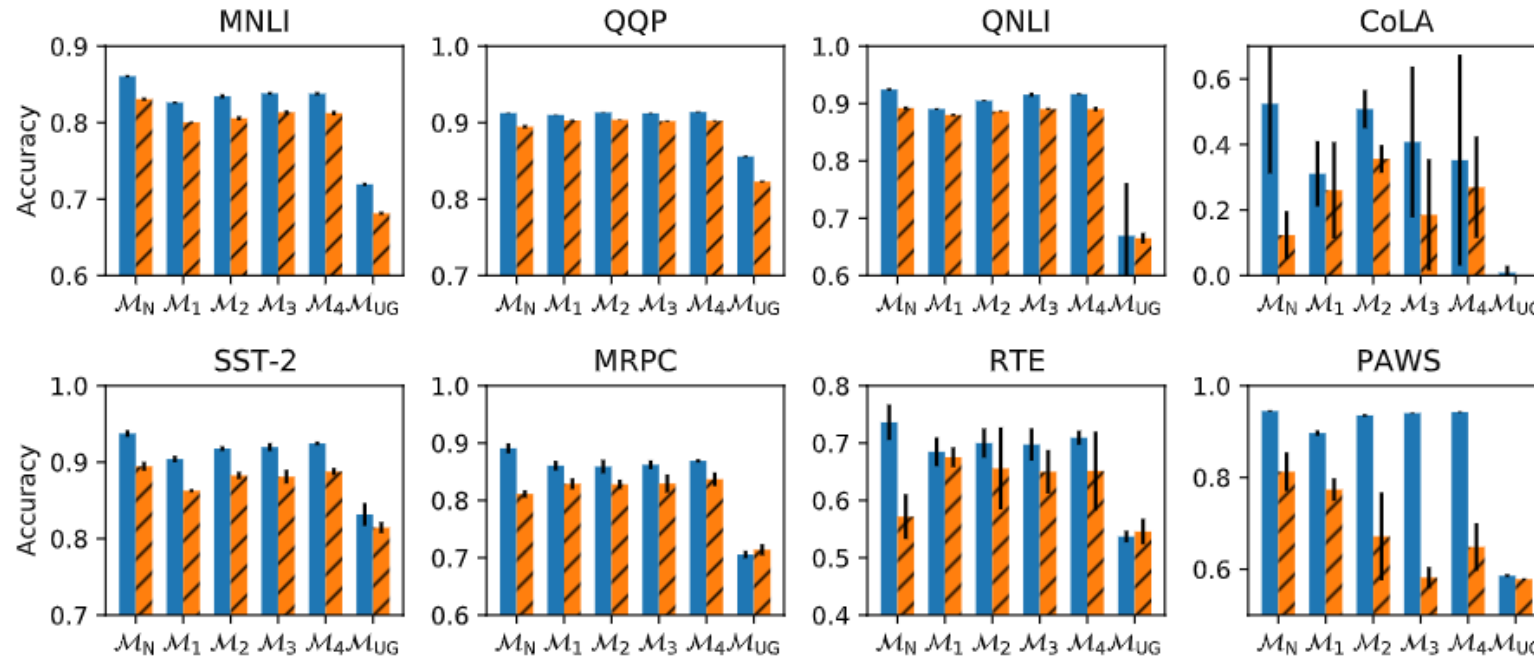 MNLI QQP QNLI CoLA
Accuracy
0.9 0.8 0.7 0.6
ℳN ℳ1 ℳ2 ℳ3 ℳ4 ℳUG
1.0 0.9 0.8 0.7
ℳN ℳ1 ℳ2 ℳ3 ℳ4 ℳUG
1.0 0.9 0.8 0.7 0.6
ℳN ℳ1 ℳ2 ℳ3 ℳ4 ℳUG
0.6 0.4 0.2 0.0
ℳN ℳ1 ℳ2 ℳ3 ℳ4 ℳUG
SST-2 MRPC RTE PAWS
Accuracy
1.0 0.9 0.8 0.7
ℳN ℳ1 ℳ2 ℳ3 ℳ4 ℳUG
1.0 0.9 0.8 0.7 0.6
ℳN ℳ1 ℳ2 ℳ3 ℳ4 ℳUG
0.8 0.7 0.6 0.5 0.4
ℳN ℳ1 ℳ2 ℳ3 ℳ4 ℳUG
1.0 0.8 0.6
ℳN ℳ1 ℳ2 ℳ3 ℳ4 ℳUG